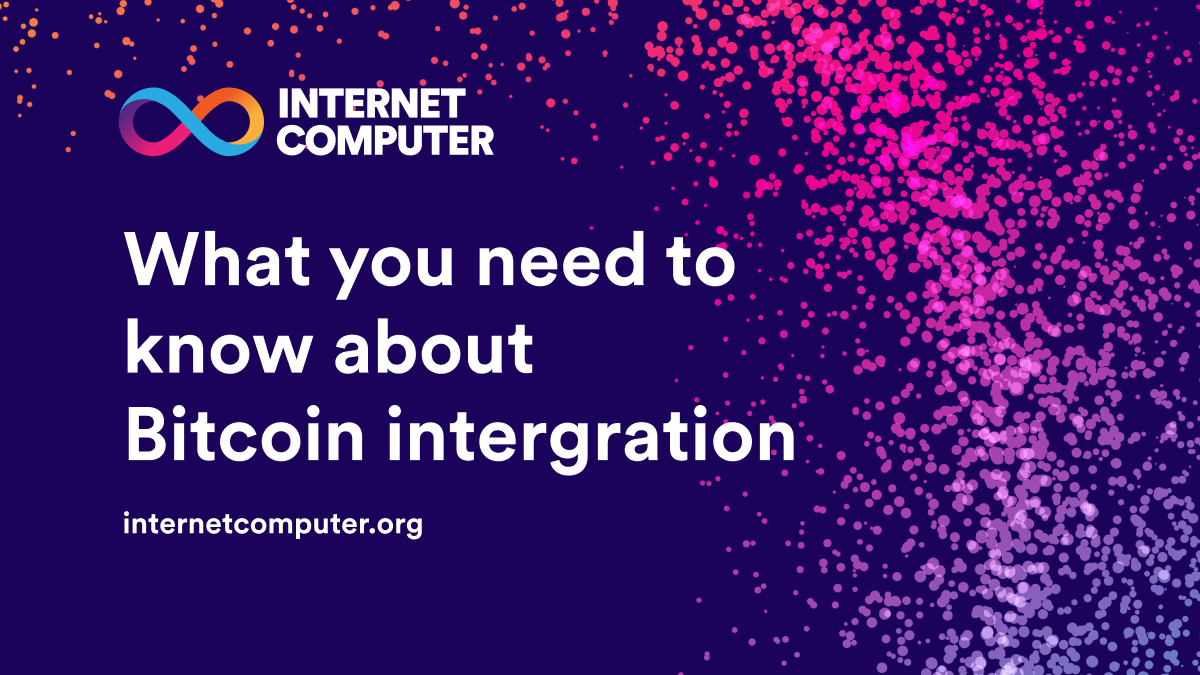 INTERNET
COMPUTER
What you need to
know about
Bitcoin intergration
internetcomputer.org